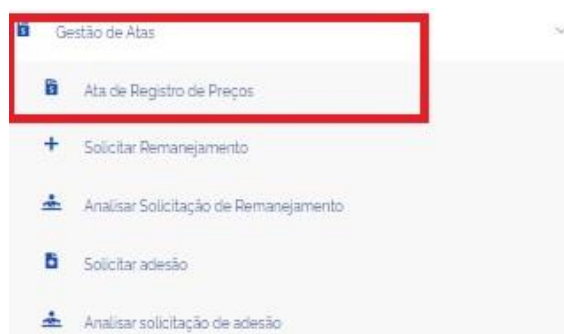 Gestão de Atas
Ata de Registro de Preços
Solicitar Remanejamento
Analisar Solicitação de Remanejamento
Solicitar adesão
Analisar solicitação de adesão